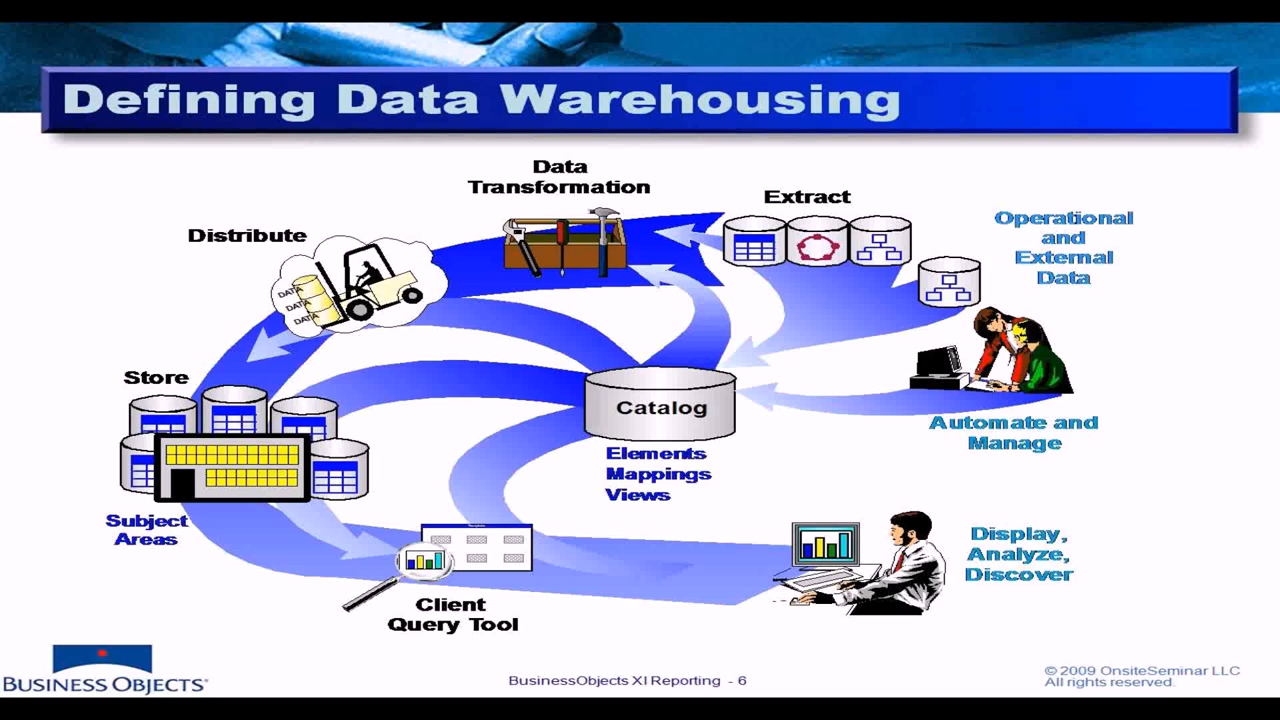 Defining Data Warehousing
Data
Transformation
Extract
Operational
and
External
Data
Distribute
DATA
DATA
DATA
Store
Catalog
Elements
Mappings
Views
Automate and
Manage
Subject
Areas
Client
Query Tool
Display,
Analyze,
Discover
BUSINESS OBJECTS
BusinessObjects XI Reporting - 6
© 2009 OnsiteSeminar LLC
All rights reserved.